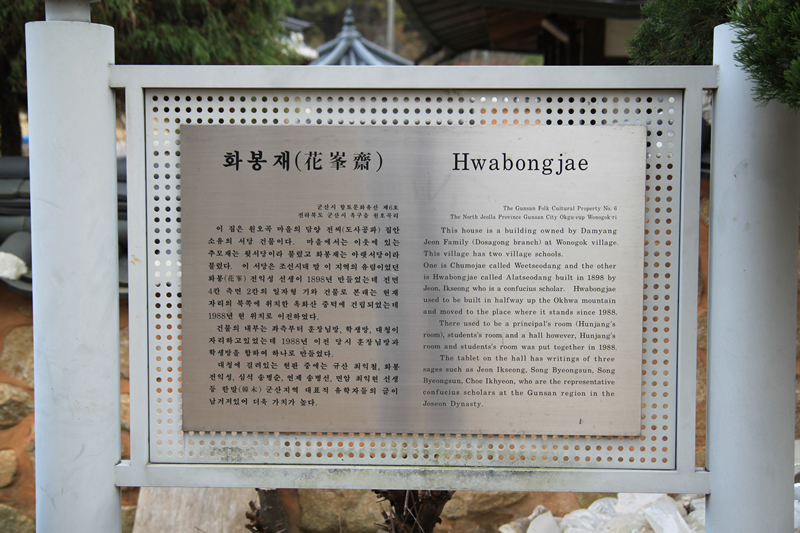 화봉재(花峯齋)
군산시 향토문화유산 제6호
전라북도 군산시 옥구읍 원오곡리
이 집은 원오곡 마을의 담양 전씨(도사공파) 집안
소유의 서당 건물이다. 마을에서는 이웃에 있는
추모재는 윗서당이라 불렀고 화봉재는 아랫서당이라
불렀다. 이 서당은 조선시대 말 이 지역의 유림이었던
화봉(花峯) 전익성 선생이 1898년 만들었는데 전면
4칸 측면 2칸의 일자형 기와 건물로 본래는 현재
자리의 북쪽에 위치한 옥화산 중턱에 건립되었는데
1988년 현 위치로 이전하였다.
건물의 내부는 좌측부터 훈장님방, 학생방, 대청이
자리하고있었는데 1988년 이전 당시 훈장님방과
학생방을 합하여 하나로 만들었다.
대청에 걸려있는 현판 중에는 규산 최익철, 화봉
전익성, 심석 송병순, 연재 송병선, 면암 최익현 선생
등 한말(韓末) 군산지역 대표적 유학자들의 글이
남겨져있어 더욱 가치가 높다.
Hwabongjae
The Gunsan Folk Cultural Property No. 6
The North Jeolla Province Gunsan City Okgu-eup Wonogok-ri
This house is a building owned by Damyang
Jeon Family (Dosagong branch) at Wonogok village.
This village has two village schools.
One is Chumojae called Weetseodang and the other
is Hwabongjae called Alatseodang built in 1898 by
Jeon, Ikseong who is a confucius scholar. Hwabongjae
used to be built in halfway up the Okhwa mountain
and moved to the place where it stands since 1988.
There used to be a principal's room (Hunjang's
room), students's room and a hall however, Hunjang's
room and students's room was put together in 1988.
The tablet on the hall has writings of three
sages such as Jeon Ikseong, Song Byeongsun, Song
Byeongsun, Choe Ikhyeon, who are the representative
confucius scholars at the Gunsan region in the
Joseon Dynasty.